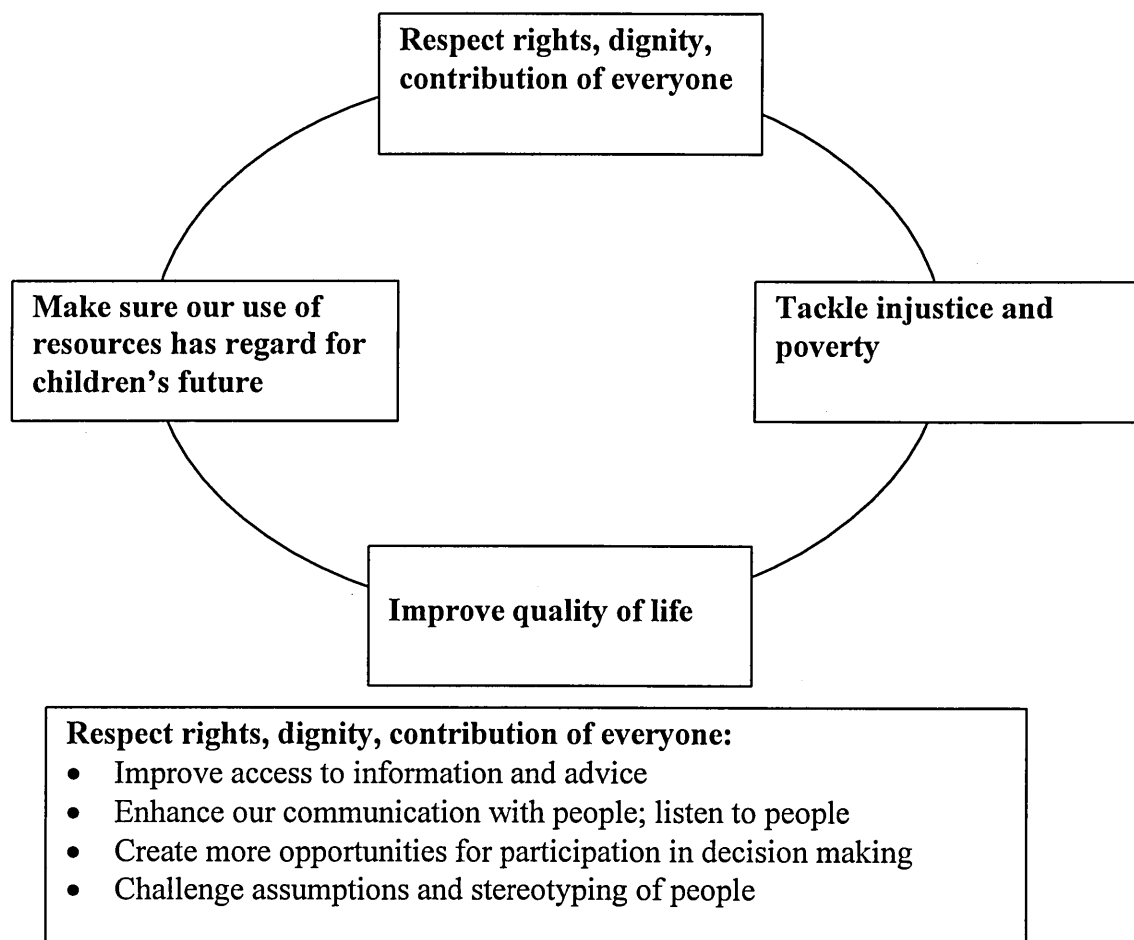 Respect rights, dignity,
contribution of everyone
Make sure our use of
resources has regard for
children’s future
Tackle injustice and
poverty
Improve quality of life
Respect rights, dignity, contribution of everyone:
• Improve access to information and advice
• Enhance our communication with people; listen to people
• Create more opportunities for participation in decision making
• Challenge assumptions and stereotyping of people